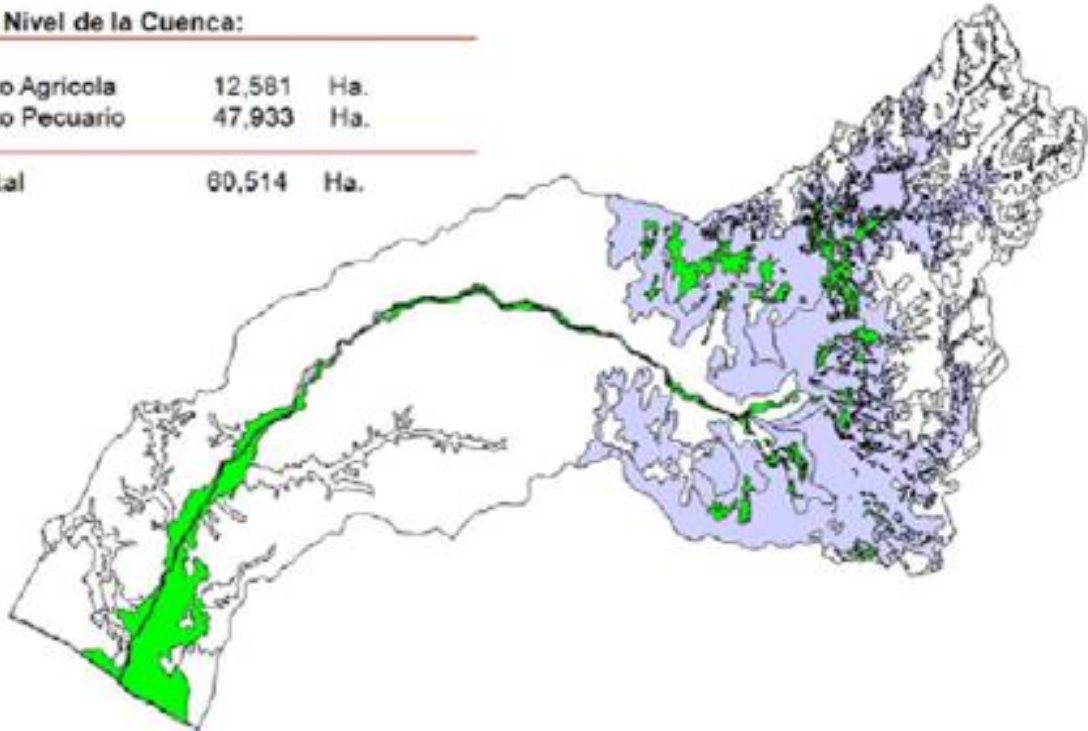 Nivel de la Cuenca:
o Agricola 12,581 Ha.
o Pecuario 47,933 Ha.
al 60,514 Ha.